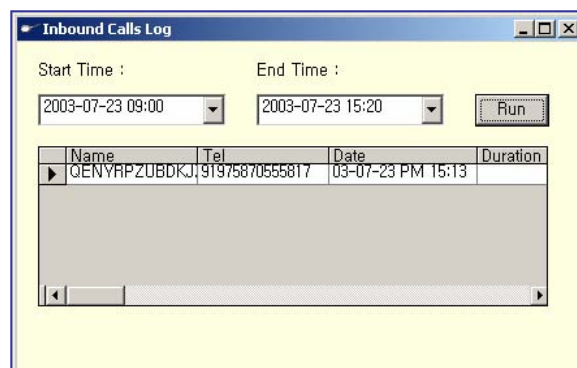 Inbound Calls Log
Start Time : End Time :
2003-07-23 09:00 2003-07-23 15:20 Run
Name Tel Date Duration
QENYRPZUBDKJ 91975870555817 03-07-23 PM 15:13